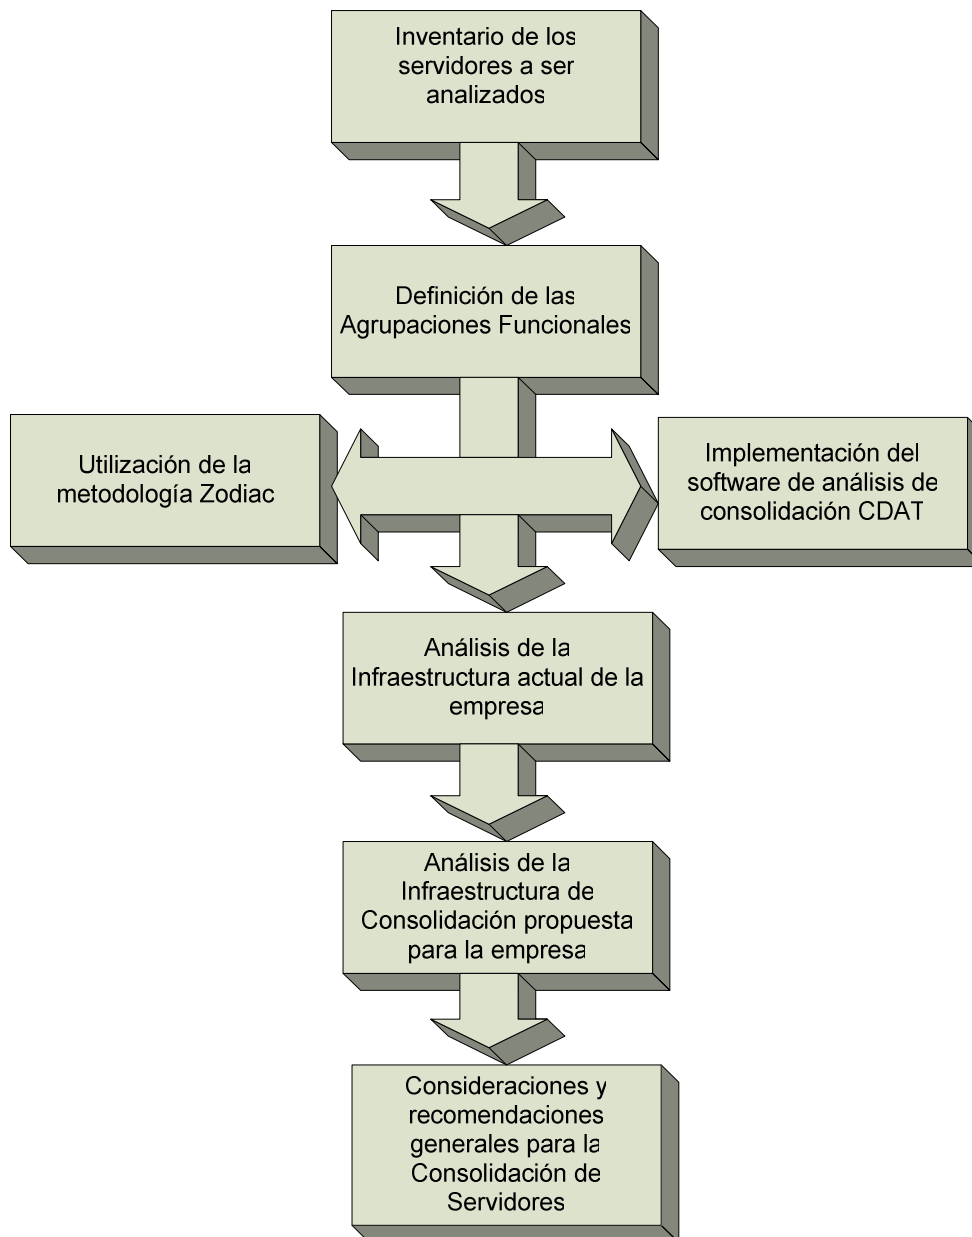 Inventario de los
servidores a ser
analizados
Definición de las
Agrupaciones Funcionales
Utilización de la
metodología Zodiac
Implementación del
software de análisis de
consolidación CDAT
Análisis de la
Infraestructura actual de la
empresa
Análisis de la
Infraestructura de
Consolidación propuesta
para la empresa
Consideraciones y
recomendaciones
generales para la
Consolidación de
Servidores